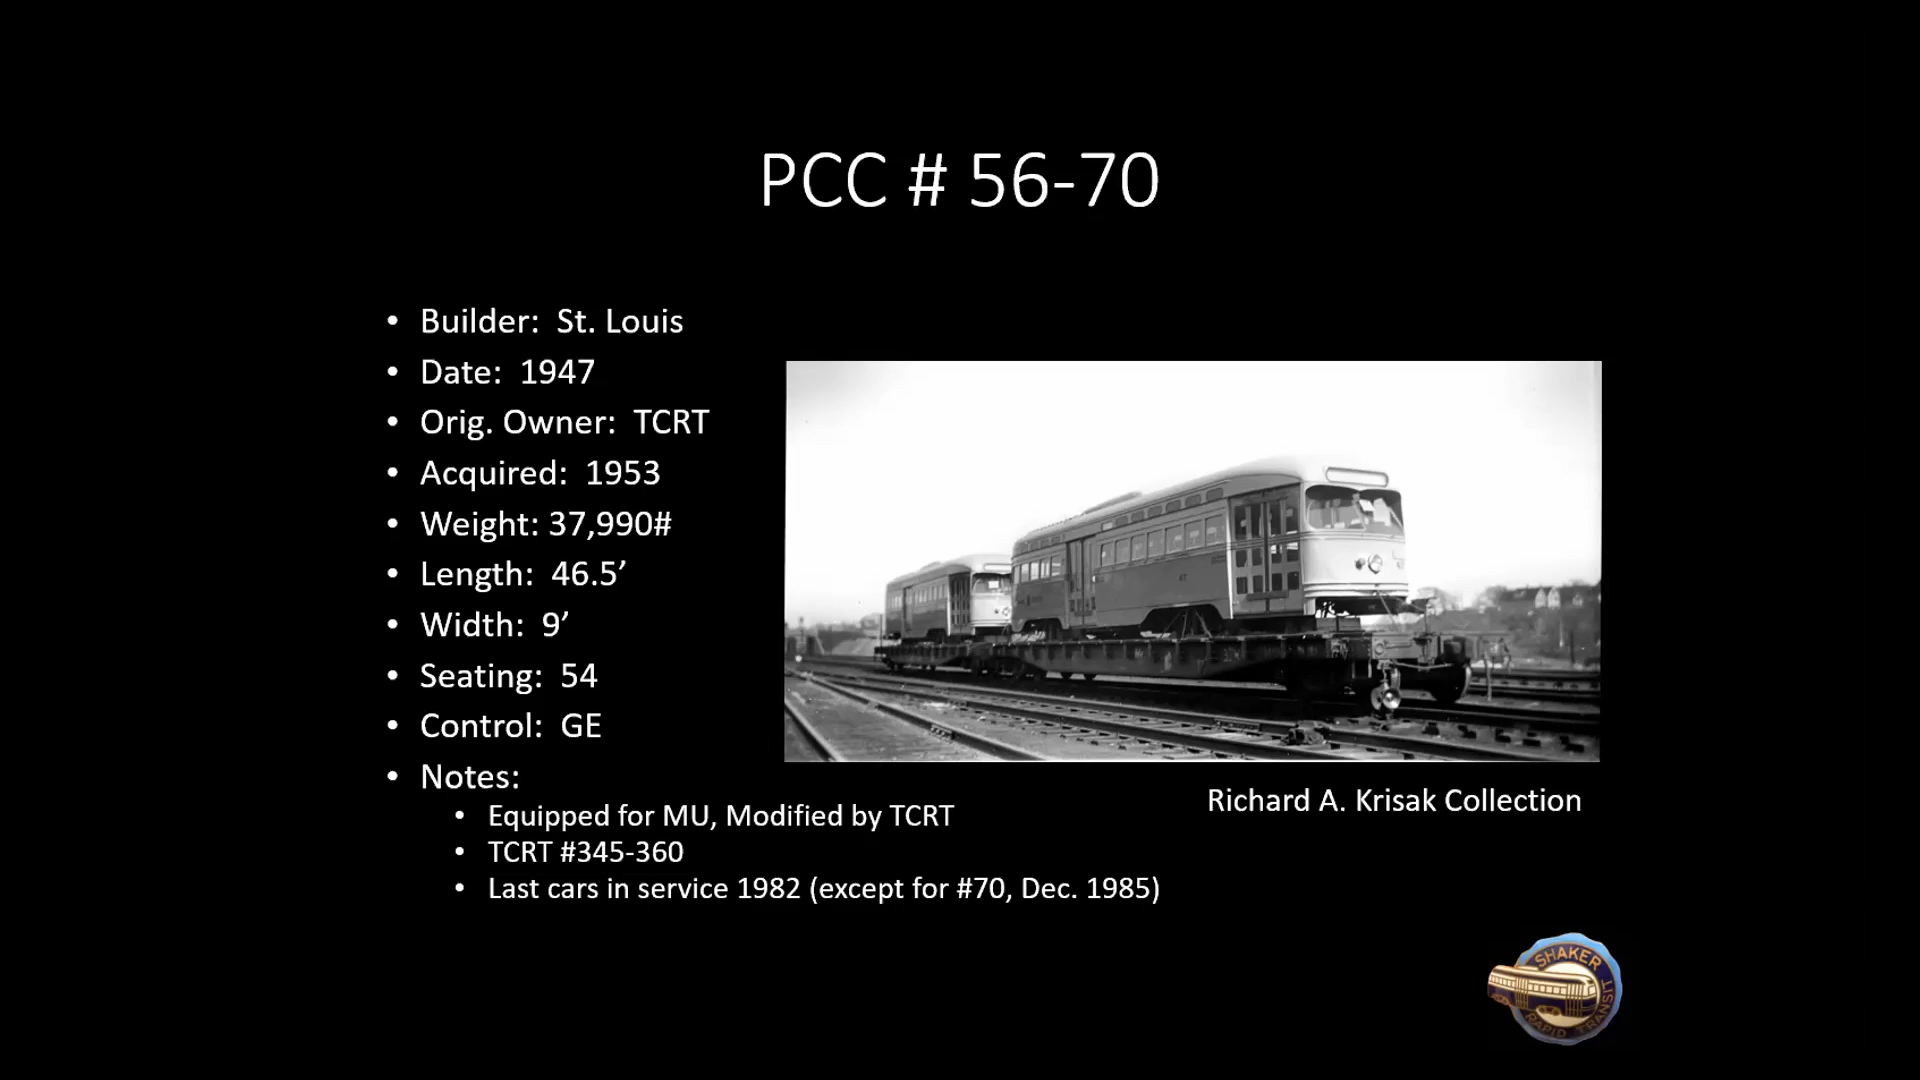 PCC # 56-70
• Builder: St. Louis
• Date: 1947
• Orig. Owner: TCRT
• Acquired: 1953
• Weight: 37,990#
• Length: 46.5’
• Width: 9’
• Seating: 54
• Control: GE
• Notes:
• Equipped for MU, Modified by TCRT
• TCRT #345-360
• Last cars in service 1982 (except for #70, Dec. 1985)
Richard A. Krisak Collection
SHAKER
RAPID TRANSIT